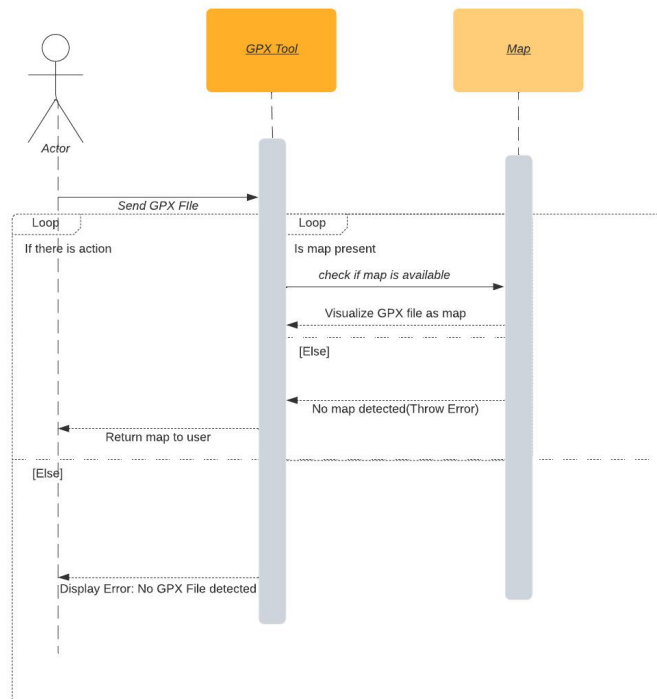 GPX Tool
Map
Actor
Send GPX FIle
Loop
Loop
If there is action
Is map present
check if map is available
Visualize GPX file as map
[Else]
No map detected(Throw Error)
Return map to user
[Else]
Display Error: No GPX File detected